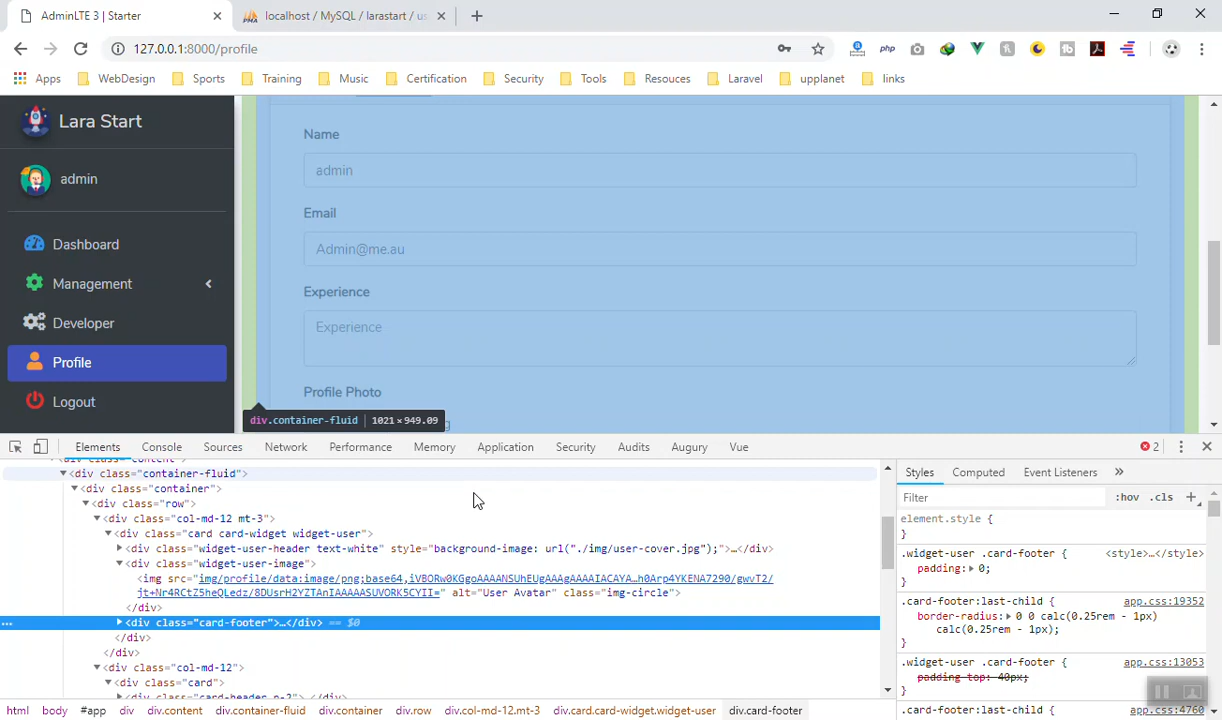 AdminLTE 3 | Starter
localhost / MySQL / larastart / us
127.0.0.1:8000/profile
php
Apps WebDesign Sports Training Music Certification Security Tools Resouces Laravel upplanet links
Lara Start
admin
Dashboard
Management
Developer
Profile
Logout
Name
admin
Email
Admin@me.au
Experience
Experience
Profile Photo
div.container-fluid | 1021×949.09
Elements Console Sources Network Performance Memory Application Security Audits Augury Vue 2
<div class="container-fluid">
<div class="container">
<div class="row">
<div class="col-md-12 mt-3">
<div class="card card-widget widget-user">
<div class="widget-user-header text-white" style="background-image: url("./img/user-cover.jpg");">…</div>
<div class="widget-user-image">
<img src="img/profile/data:image/png;base64,iVBORw0KGgoAAAANSUhEUgAAAgAAAAIACAYA…h0Arp4YKENA7290/gwvT2/
jt+Nr4RCtZ5heQLedz/8DUsrH2YZTAnIAAAAASUVORK5CYII=" alt="User Avatar" class="img-circle">
</div>
<div class="card-footer">…</div> == $0
</div>
</div>
<div class="col-md-12">
<div class="card">
<div class="card-header p-2">…</div>
html body #app div div.content div.container-fluid div.container div.row div.col-md-12.mt-3 div.card.card-widget.widget-user div.card-footer
Styles Computed Event Listeners »
Filter :hov .cls +
element.style {
}
.widget-user .card-footer { <style>…</style>
padding: 0;
}
.card-footer:last-child { app.css:19352
border-radius: 0 0 calc(0.25rem - 1px)
calc(0.25rem - 1px);
}
.widget-user .card-footer { app.css:13053
padding-top: 40px;
}
.card-footer:last-child { app.css:4760